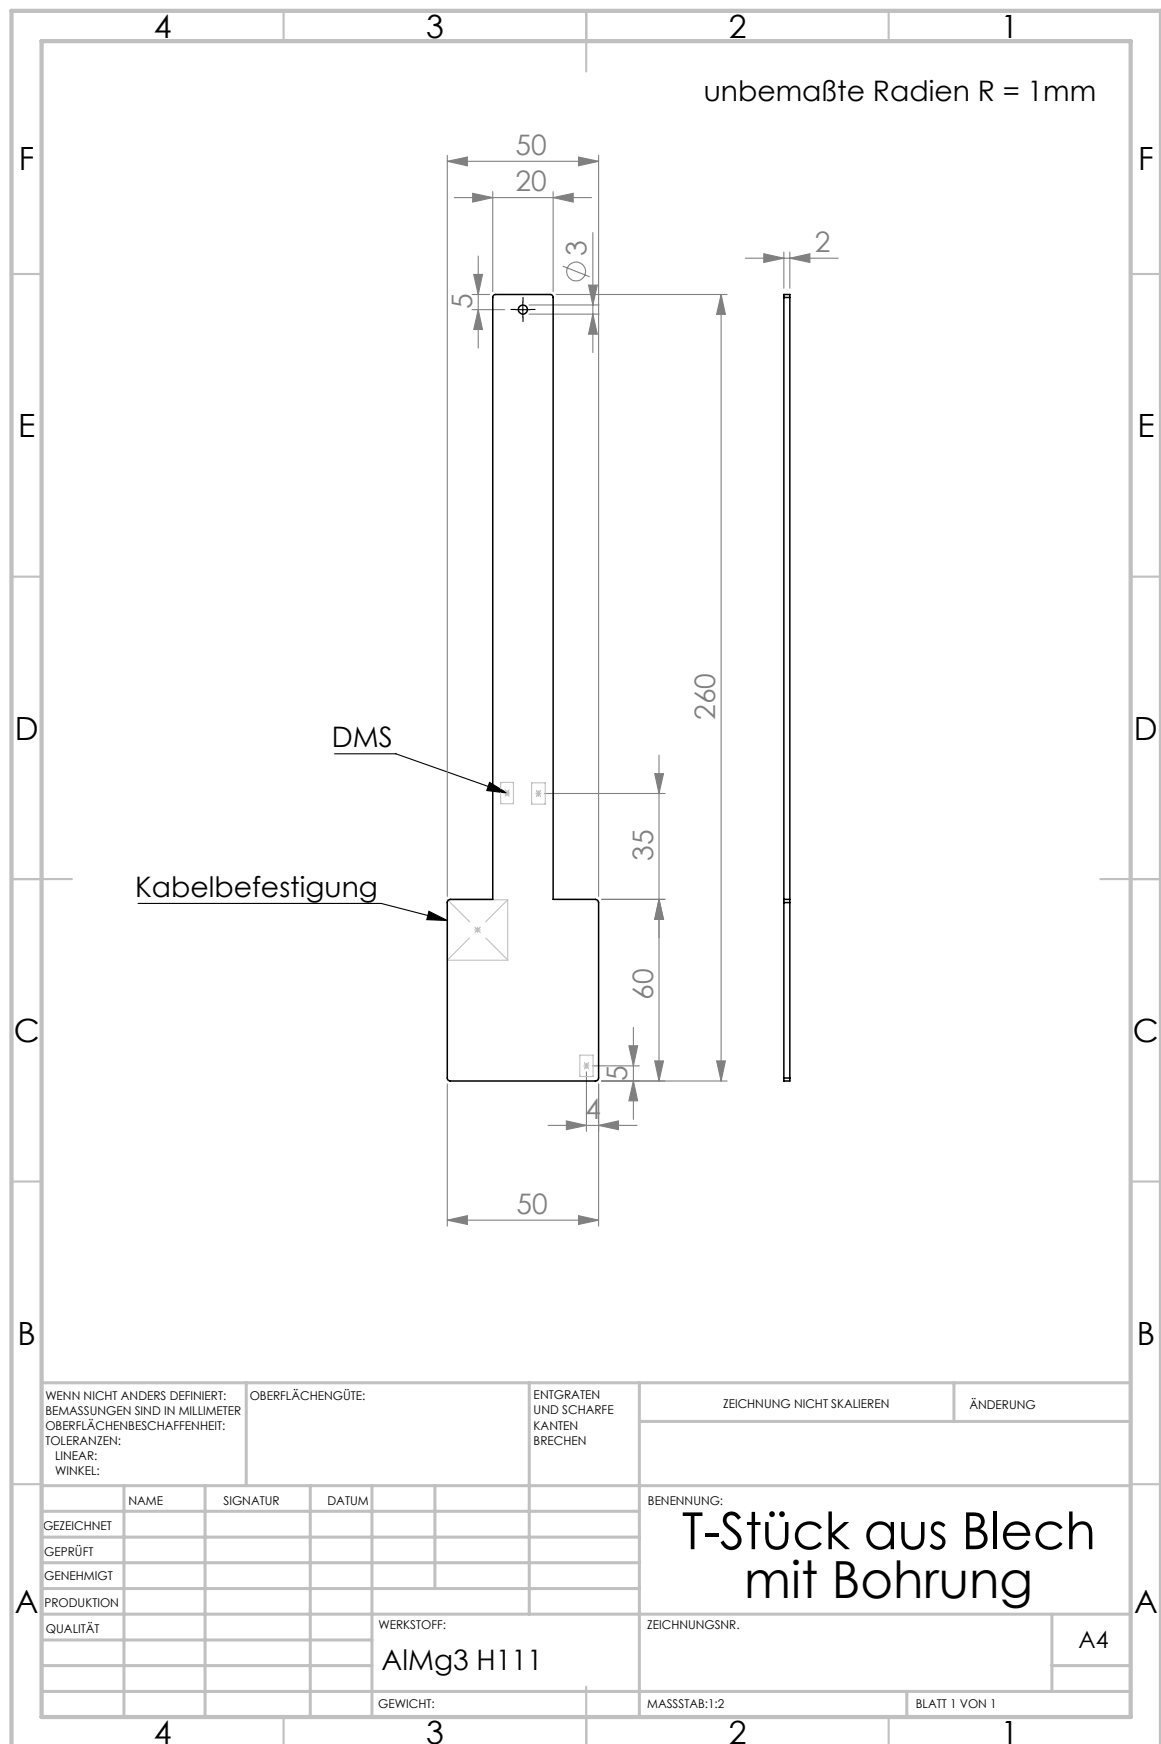 4 3 2 1
unbemaßte Radien R = 1mm
F F
50
20
∅3
2
5
E E
260
D D
DMS
35
Kabelbefestigung
60
C C
5
4
50
B B
WENN NICHT ANDERS DEFINIERT:
BEMASSUNGEN SIND IN MILLIMETER
OBERFLÄCHENBESCHAFFENHEIT:
TOLERANZEN:
LINEAR:
WINKEL:
OBERFLÄCHENGÜTE:
ENTGRATEN
UND SCHARFE
KANTEN
BRECHEN
ZEICHNUNG NICHT SKALIEREN
ÄNDERUNG
NAME SIGNATUR DATUM
GEZEICHNET
GEPRÜFT
GENEHMIGT
PRODUKTION
QUALITÄT
BENENNUNG:
T-Stück aus Blech
mit Bohrung
A A
WERKSTOFF:
AlMg3 H111
ZEICHNUNGSNR.
A4
GEWICHT:
MASSSTAB:1:2
BLATT 1 VON 1
4 3 2 1